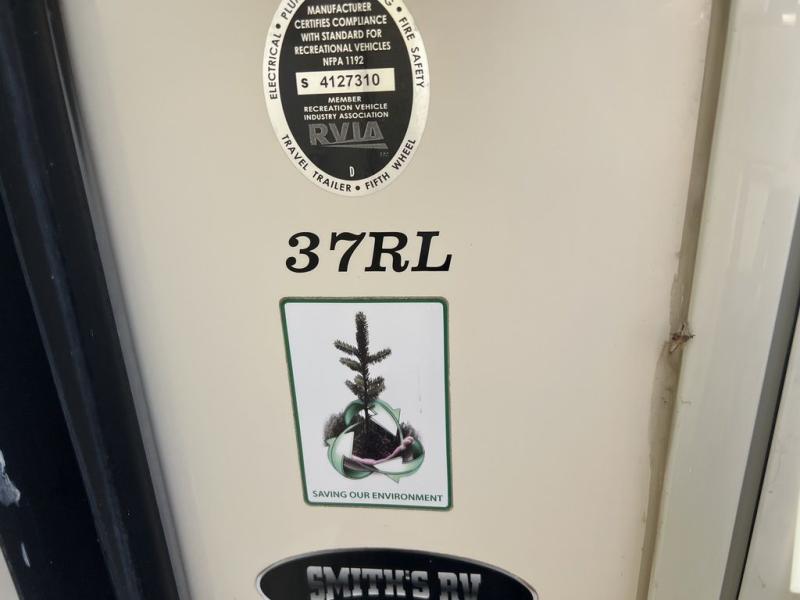 ELECTRICAL •
• FIRE SAFETY
MANUFACTURER
CERTIFIES COMPLIANCE
WITH STANDARD FOR
RECREATIONAL VEHICLES
NFPA 1192
S 4127310
MEMBER
RECREATION VEHICLE
INDUSTRY ASSOCIATION
RVIA
D
TRAVEL TRAILER • FIFTH WHEEL
37RL
SAVING OUR ENVIRONMENT
SMITH'S RV